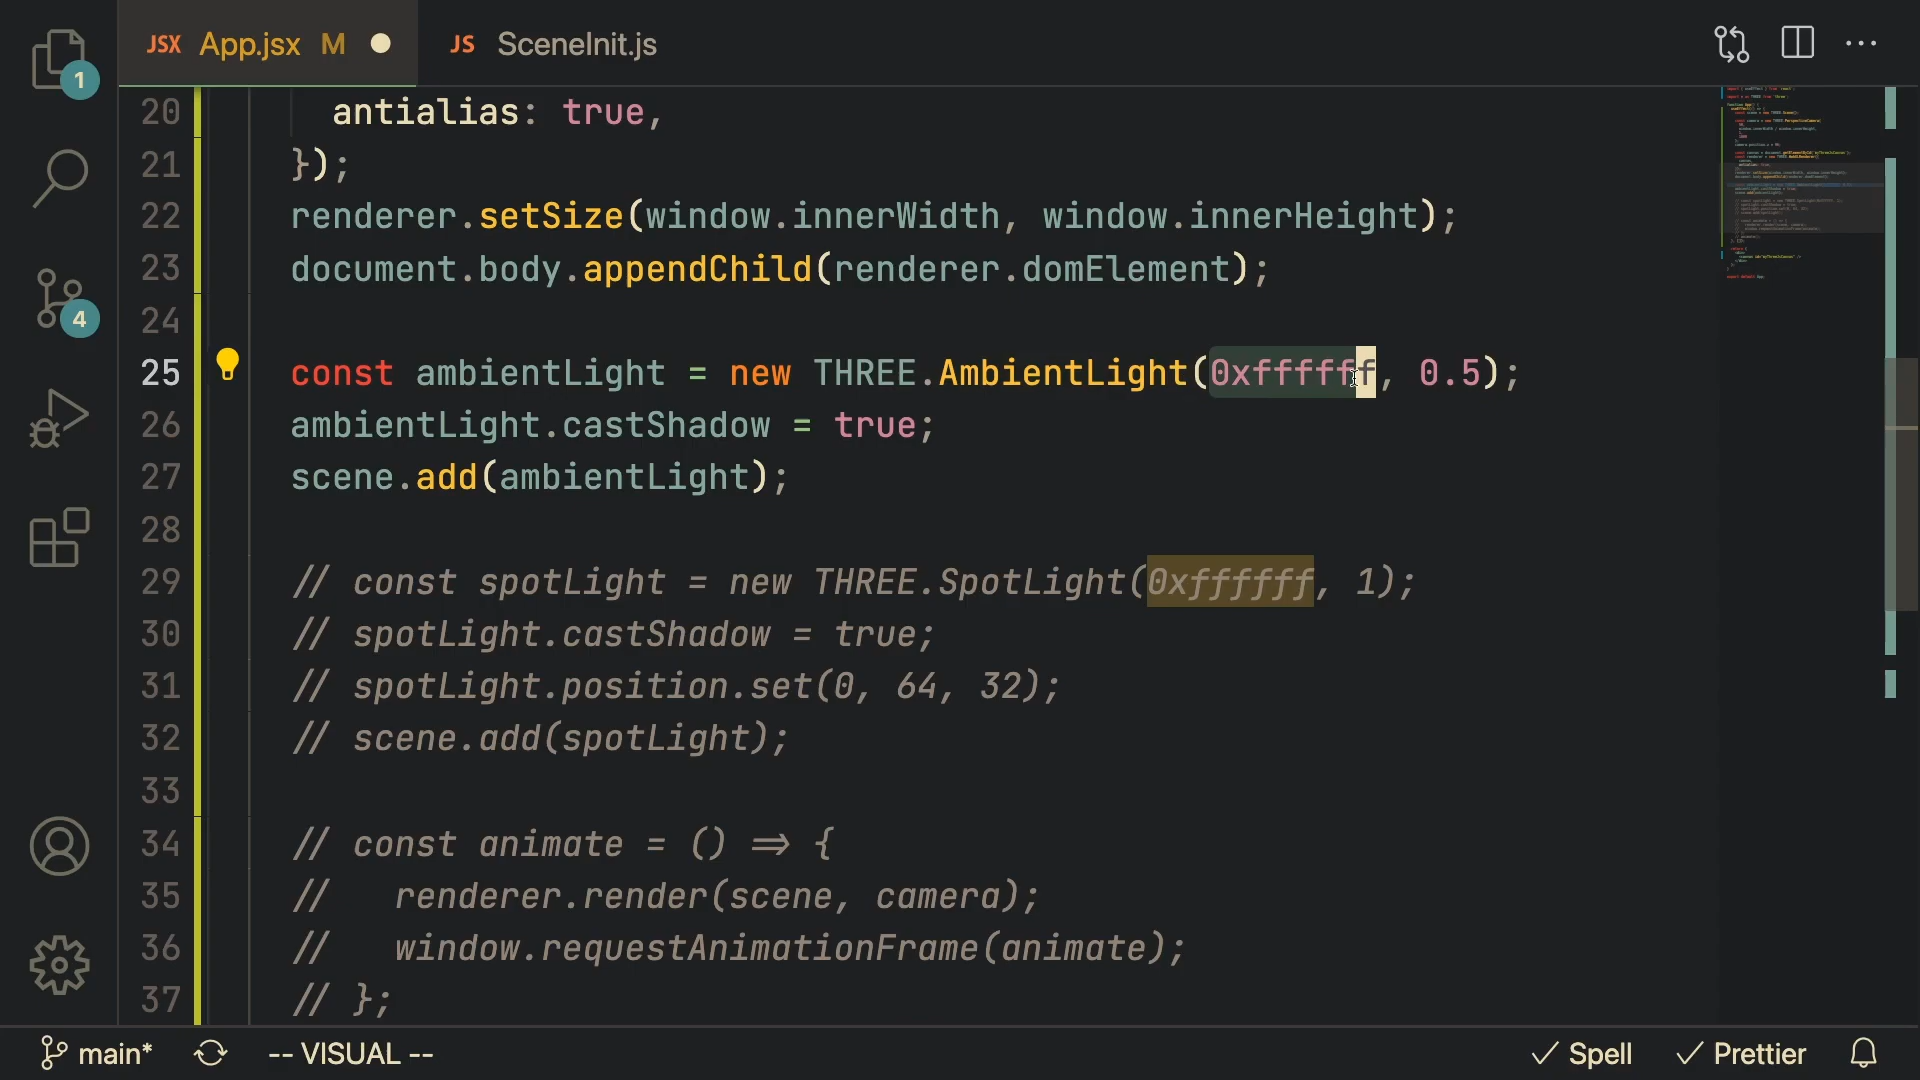 JSX App.jsx M
JS SceneInit.js
1
4
20 antialias: true,
21 });
22 renderer.setSize(window.innerWidth, window.innerHeight);
23 document.body.appendChild(renderer.domElement);
24
25 const ambientLight = new THREE.AmbientLight(0xffffff, 0.5);
26 ambientLight.castShadow = true;
27 scene.add(ambientLight);
28
29 // const spotLight = new THREE.SpotLight(0xffffff, 1);
30 // spotLight.castShadow = true;
31 // spotLight.position.set(0, 64, 32);
32 // scene.add(spotLight);
33
34 // const animate = () => {
35 //   renderer.render(scene, camera);
36 //   window.requestAnimationFrame(animate);
37 // };
main* -- VISUAL -- Spell Prettier